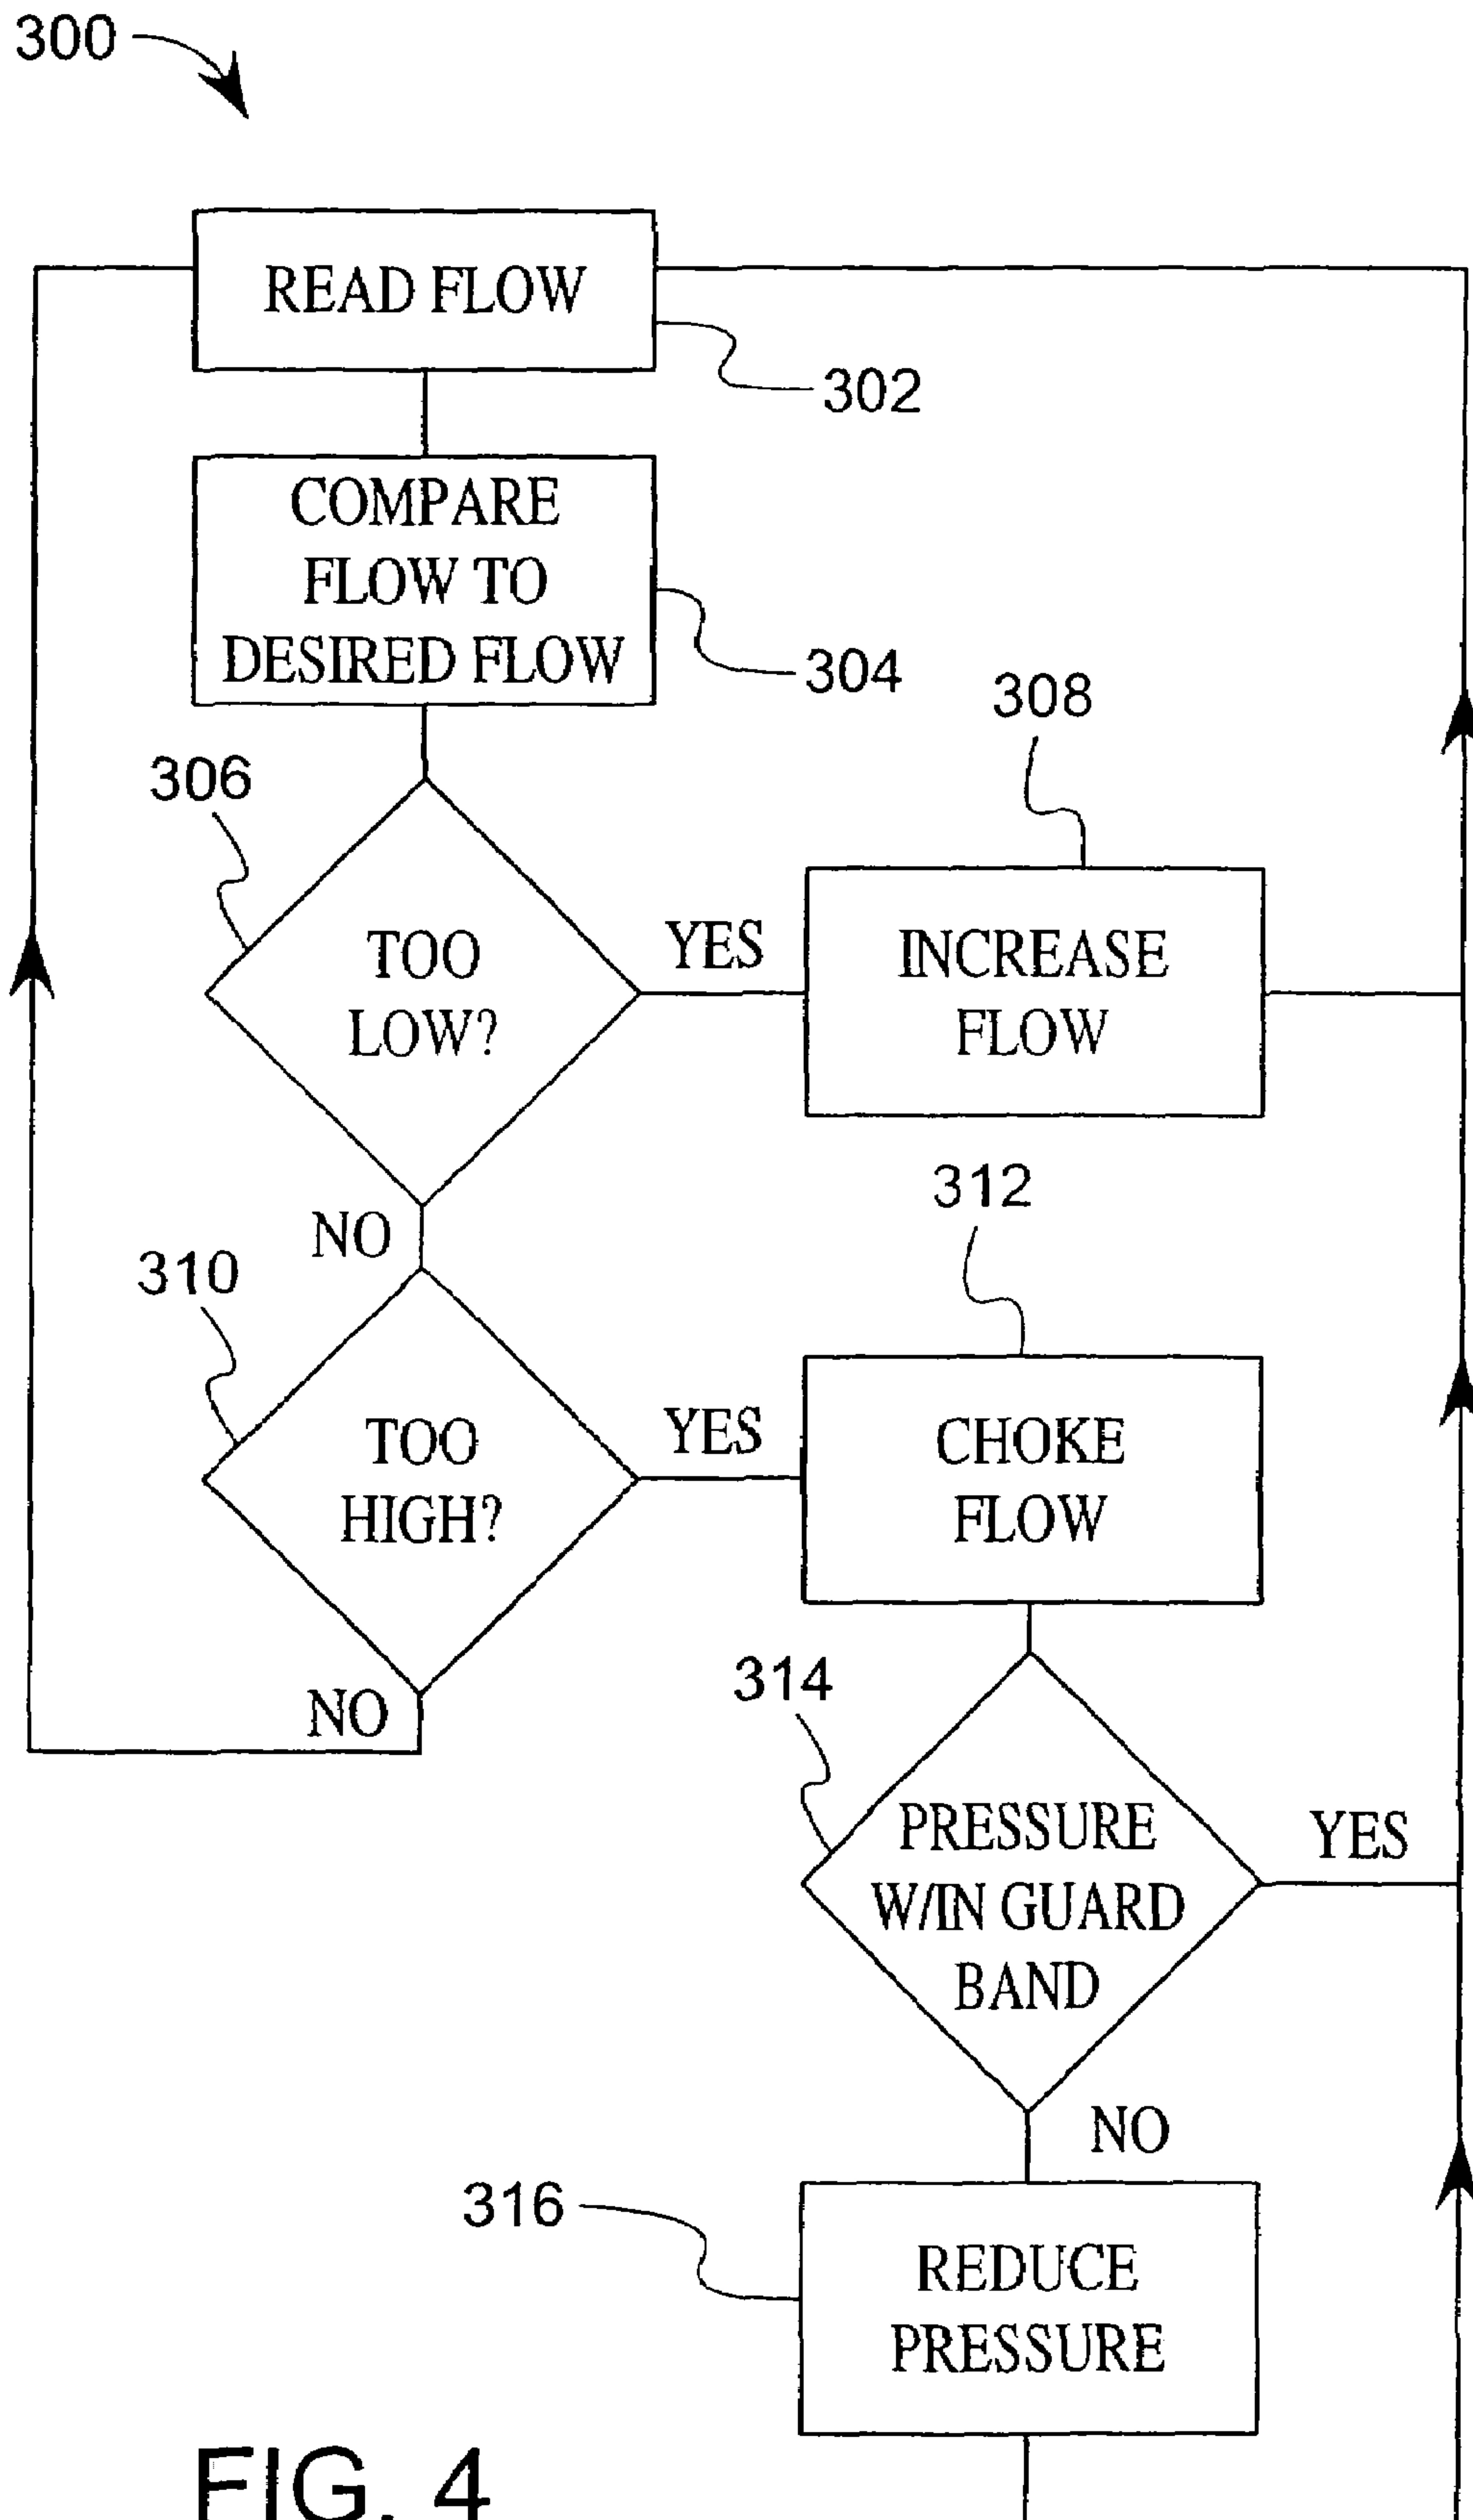 300
READ FLOW
302
COMPARE
FLOW TO
DESIRED FLOW
304
306
308
TOO
LOW?
YES
INCREASE
FLOW
NO
310
312
TOO
HIGH?
YES
CHOKE
FLOW
NO
314
PRESSURE
W/IN GUARD
BAND
YES
NO
316
REDUCE
PRESSURE
FIG. 4